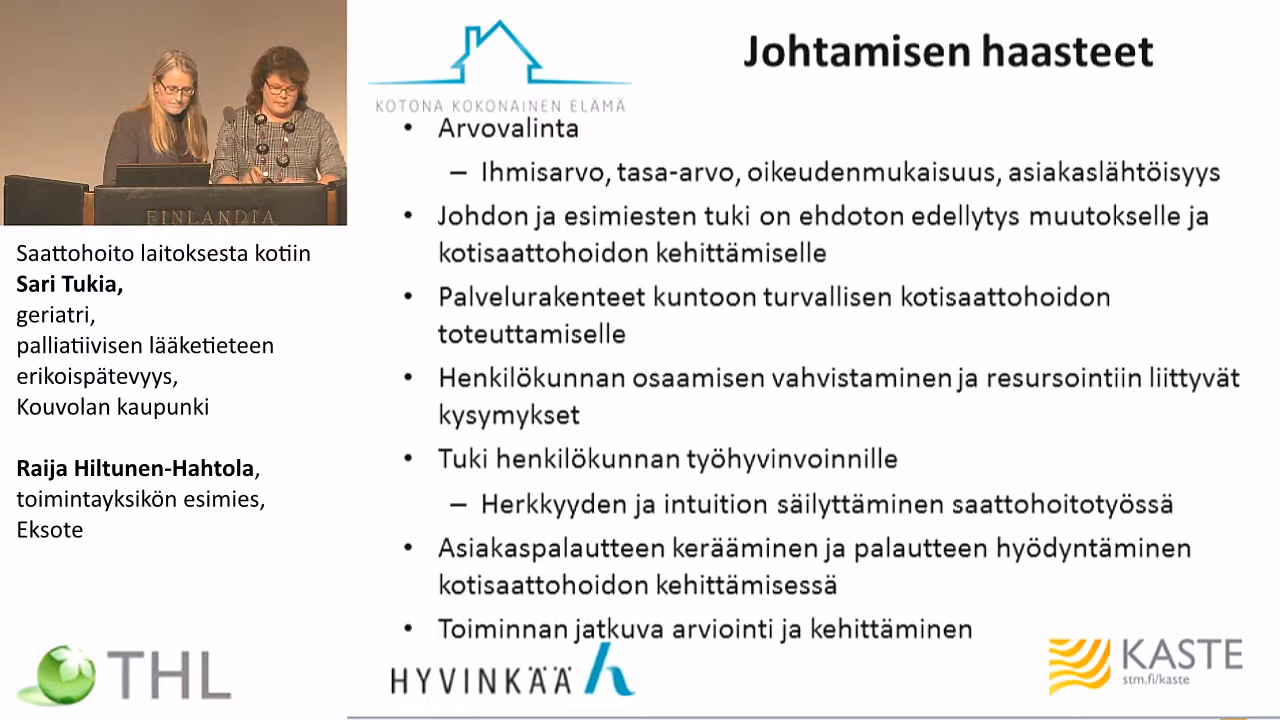 FINLANDIA
Saattohoito laitoksesta kotiin
Sari Tukia,
geriatri,
palliatiivisen lääketieteen
erikoispätevyys,
Kouvolan kaupunki
Raija Hiltunen-Hahtola,
toimintayksikön esimies,
Eksote
THL
KOTONA KOKONAINEN ELÄMÄ
Johtamisen haasteet
• Arvovalinta
– Ihmisarvo, tasa-arvo, oikeudenmukaisuus, asiakaslähtöisyys
• Johdon ja esimiesten tuki on ehdoton edellytys muutokselle ja
kotisaattohoidon kehittämiselle
• Palvelurakenteet kuntoon turvallisen kotisaattohoidon
toteuttamiselle
• Henkilökunnan osaamisen vahvistaminen ja resursointiin liittyvät
kysymykset
• Tuki henkilökunnan työhyvinvoinnille
– Herkkyyden ja intuition säilyttäminen saattohoitotyössä
• Asiakaspalautteen kerääminen ja palautteen hyödyntäminen
kotisaattohoidon kehittämisessä
• Toiminnan jatkuva arviointi ja kehittäminen
HYVINKÄÄ
KASTE
stm.fi/kaste